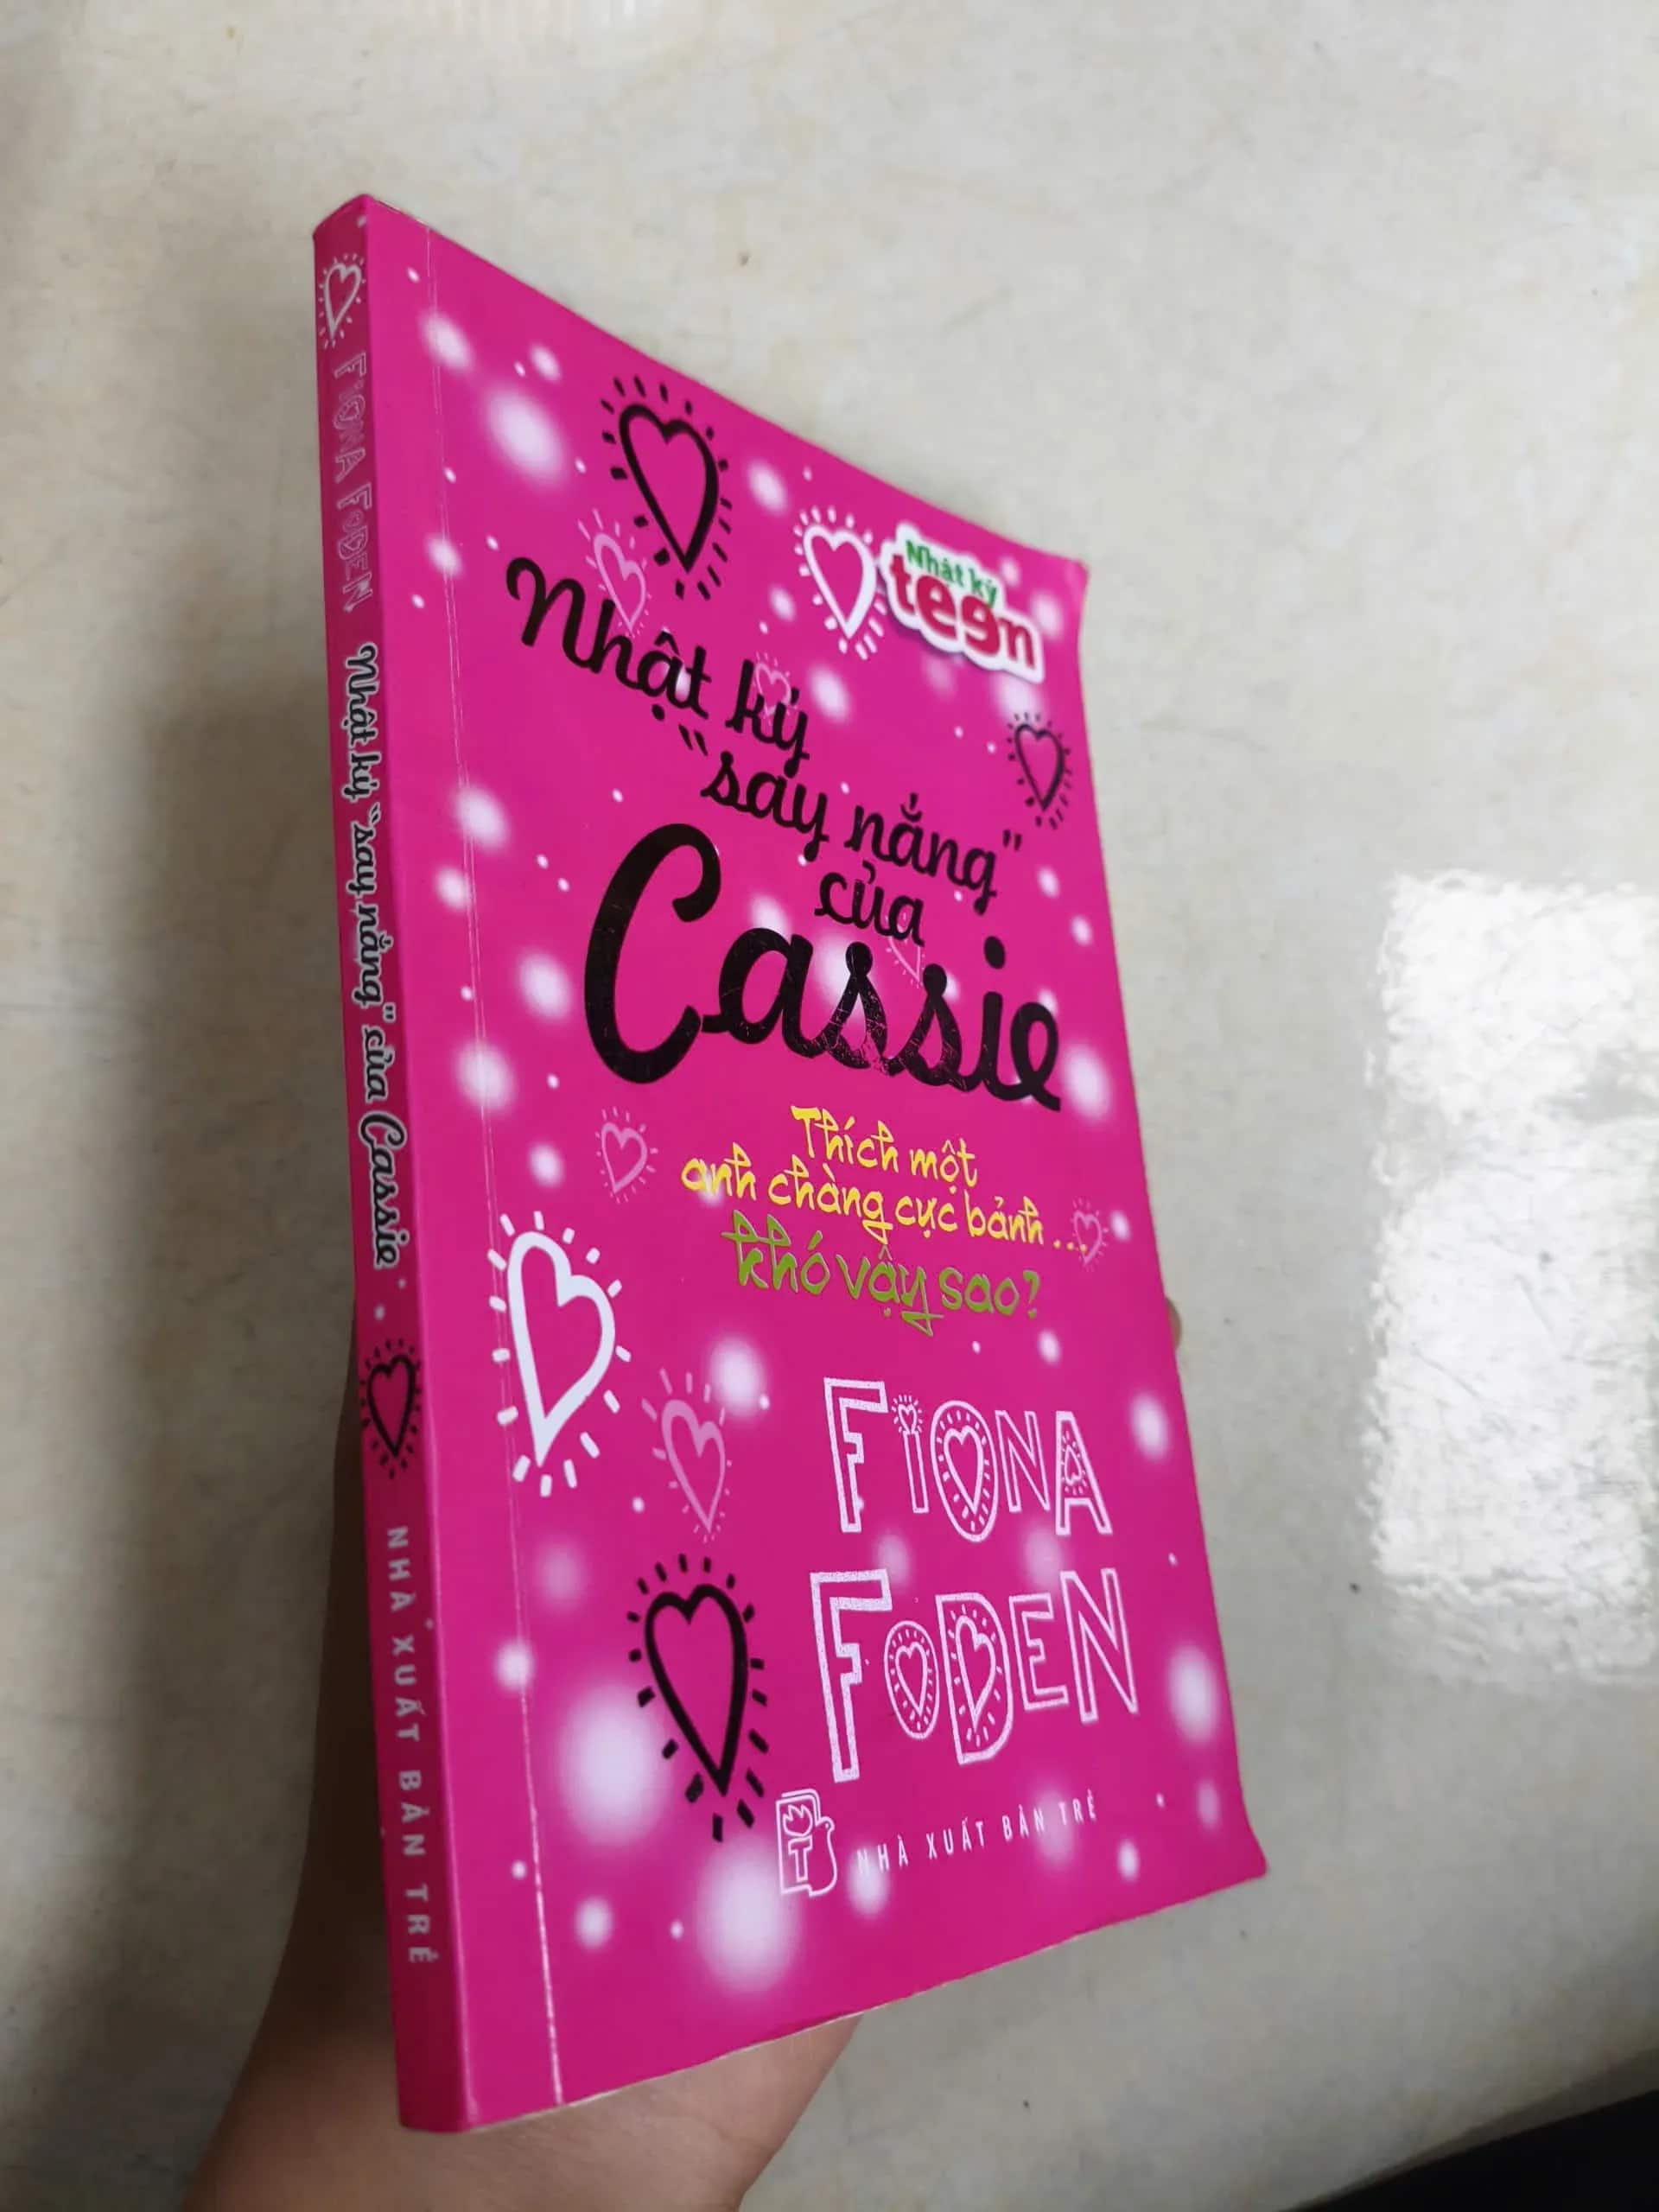 FIONA FODEN Nhật ký "say nắng" của Cassie NHÀ XUẤT BẢN TRẺ
Nhật ký
teen
Nhật ký
"say nắng"
của
Cassie
Thích một
anh chàng cực bảnh...
khó vậy sao?
FIONA
FODEN
NHÀ XUẤT BẢN TRẺ